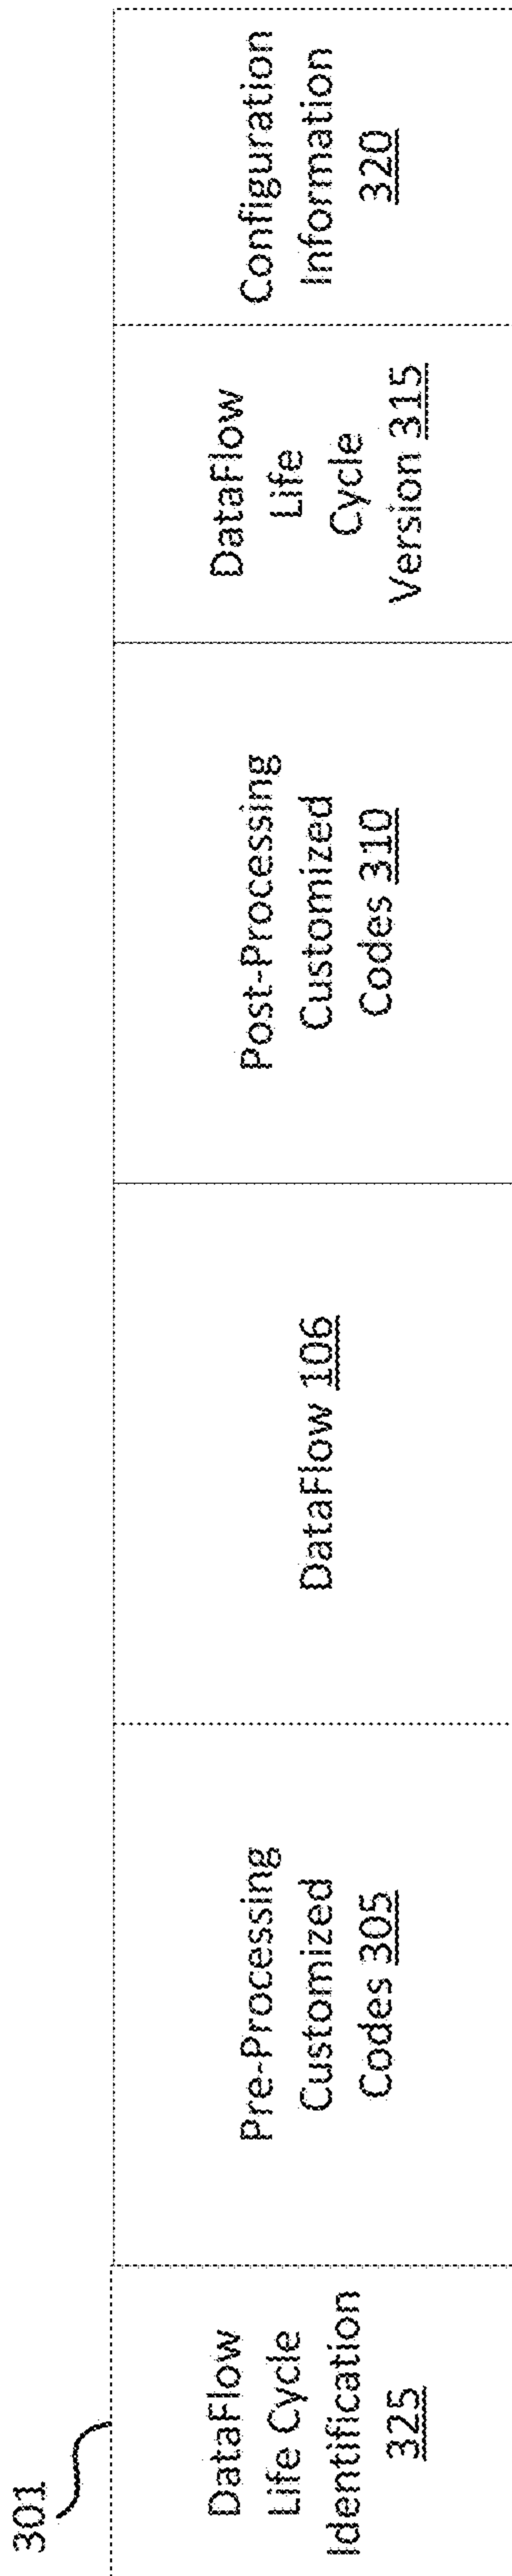 301
DataFlow
Life Cycle
Identification
325
Pre-Processing
Customized
Codes 305
DataFlow 106
Post-Processing
Customized
Codes 310
DataFlow
Life
Cycle
Version 315
Configuration
Information
320